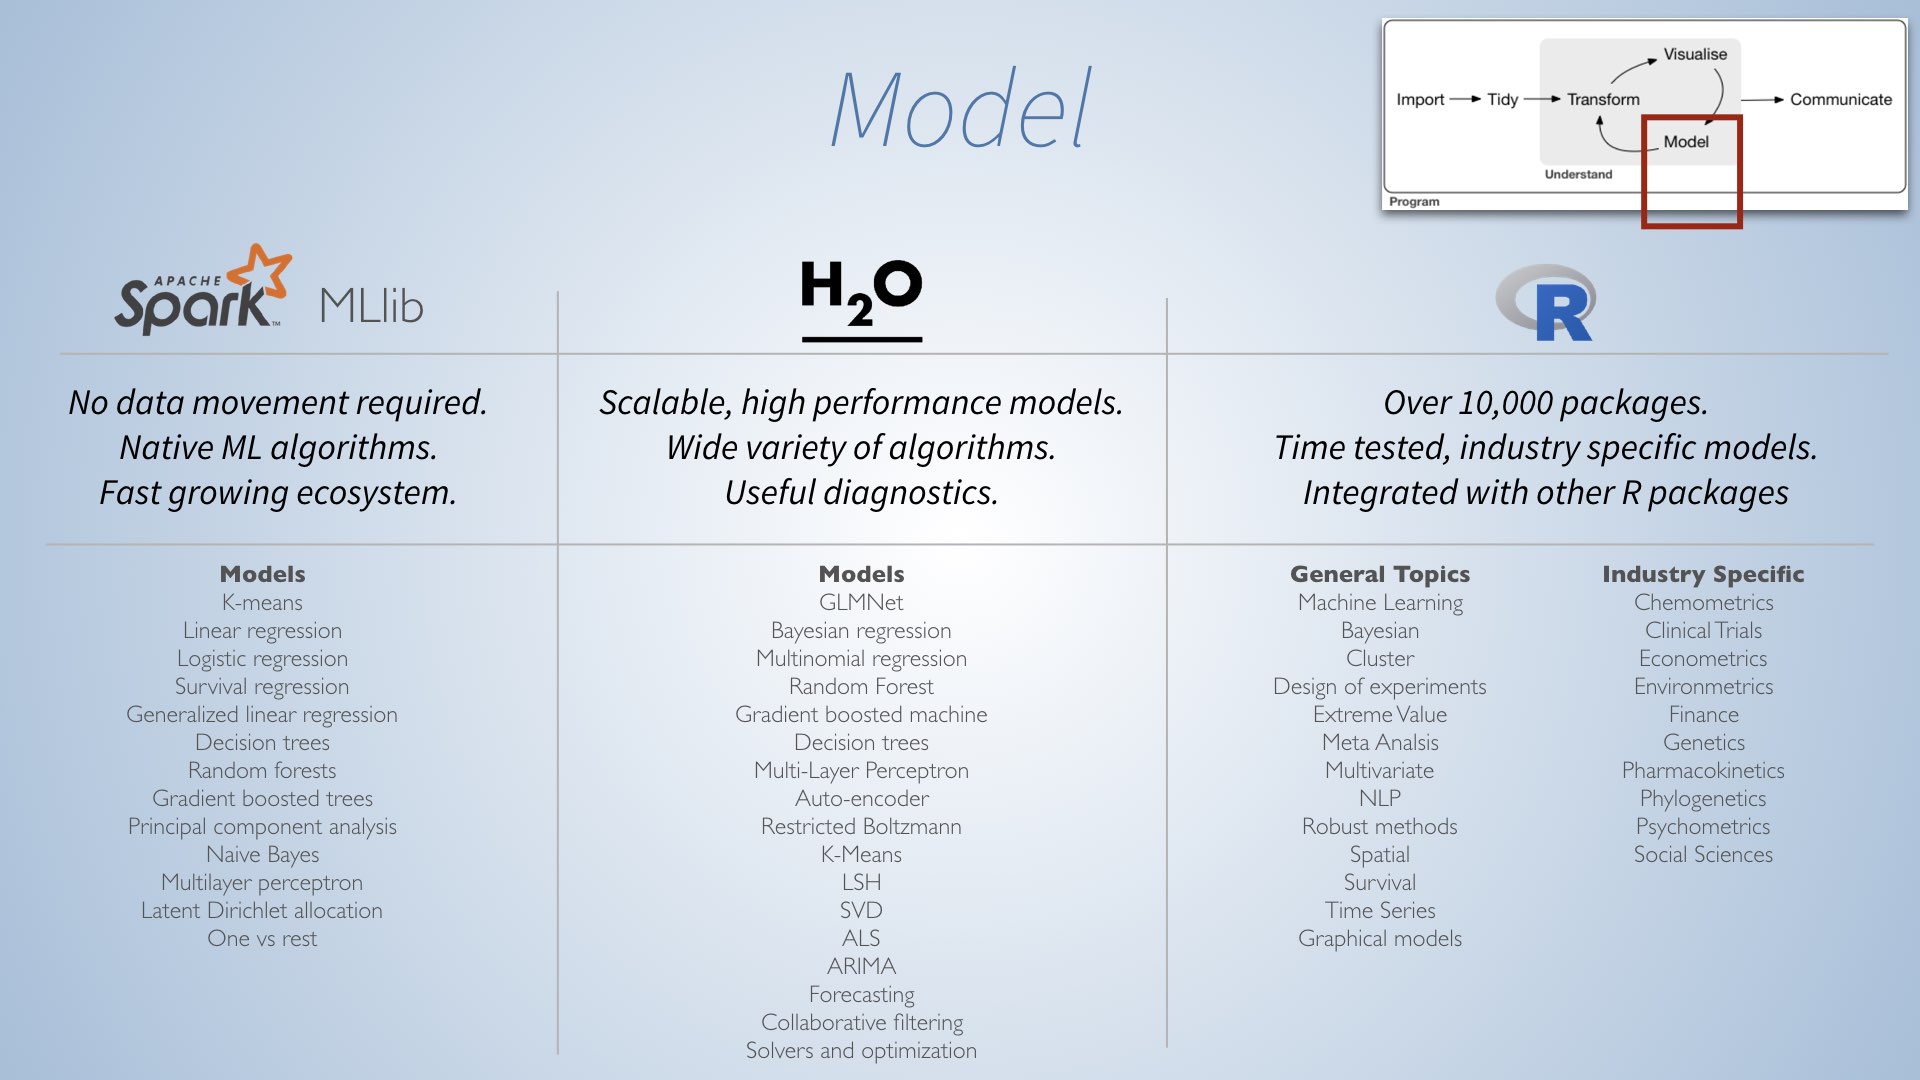 Model
Import
Tidy
Transform
Visualise
Model
Communicate
Understand
Program
APACHE
Spark™ MLlib
No data movement required.
Native ML algorithms.
Fast growing ecosystem.
Models
K-means
Linear regression
Logistic regression
Survival regression
Generalized linear regression
Decision trees
Random forests
Gradient boosted trees
Principal component analysis
Naive Bayes
Multilayer perceptron
Latent Dirichlet allocation
One vs rest
H2O
Scalable, high performance models.
Wide variety of algorithms.
Useful diagnostics.
Models
GLMNet
Bayesian regression
Multinomial regression
Random Forest
Gradient boosted machine
Decision trees
Multi-Layer Perceptron
Auto-encoder
Restricted Boltzmann
K-Means
LSH
SVD
ALS
ARIMA
Forecasting
Collaborative filtering
Solvers and optimization
R
Over 10,000 packages.
Time tested, industry specific models.
Integrated with other R packages
General Topics
Machine Learning
Bayesian
Cluster
Design of experiments
Extreme Value
Meta Analsis
Multivariate
NLP
Robust methods
Spatial
Survival
Time Series
Graphical models
Industry Specific
Chemometrics
Clinical Trials
Econometrics
Environmetrics
Finance
Genetics
Pharmacokinetics
Phylogenetics
Psychometrics
Social Sciences